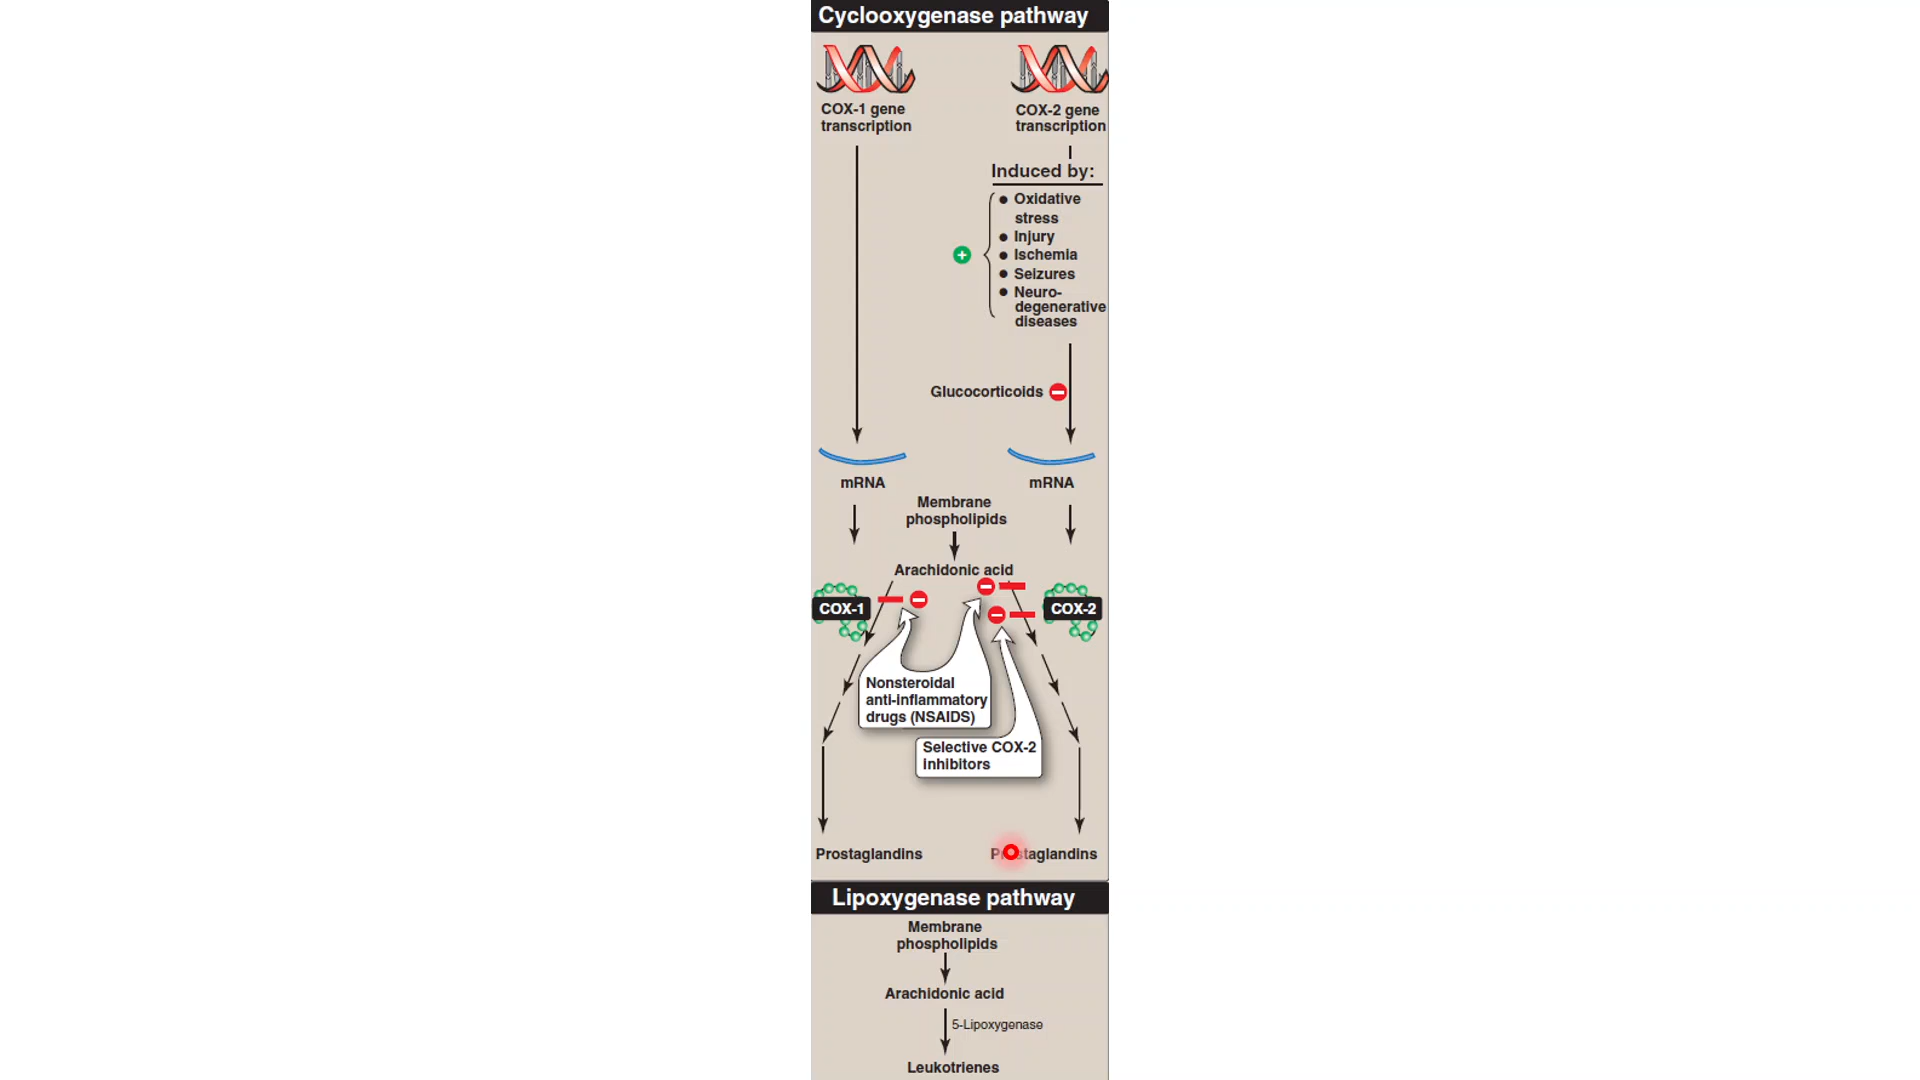 Cyclooxygenase pathway
COX-1 gene
transcription
COX-2 gene
transcription
Induced by:
● Oxidative
stress
● Injury
● Ischemia
● Seizures
● Neuro-
degenerative
diseases
Glucocorticoids
mRNA
mRNA
Membrane
phospholipids
Arachidonic acid
COX-1
COX-2
Nonsteroidal
anti-inflammatory
drugs (NSAIDS)
Selective COX-2
inhibitors
Prostaglandins
Prostaglandins
Lipoxygenase pathway
Membrane
phospholipids
Arachidonic acid
5-Lipoxygenase
Leukotrienes